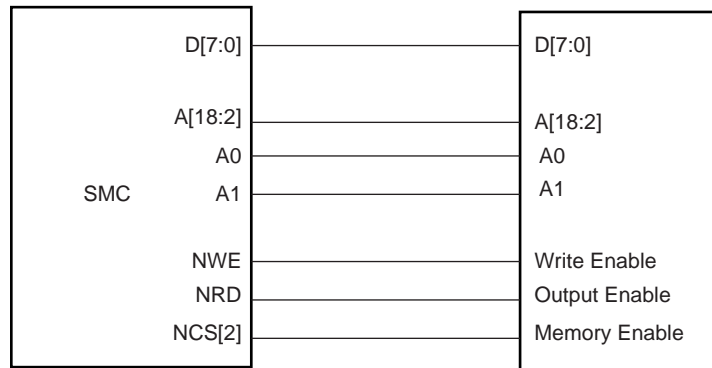 D[7:0] D[7:0]
A[18:2] A[18:2]
A0 A0
SMC A1 A1
NWE Write Enable
NRD Output Enable
NCS[2] Memory Enable